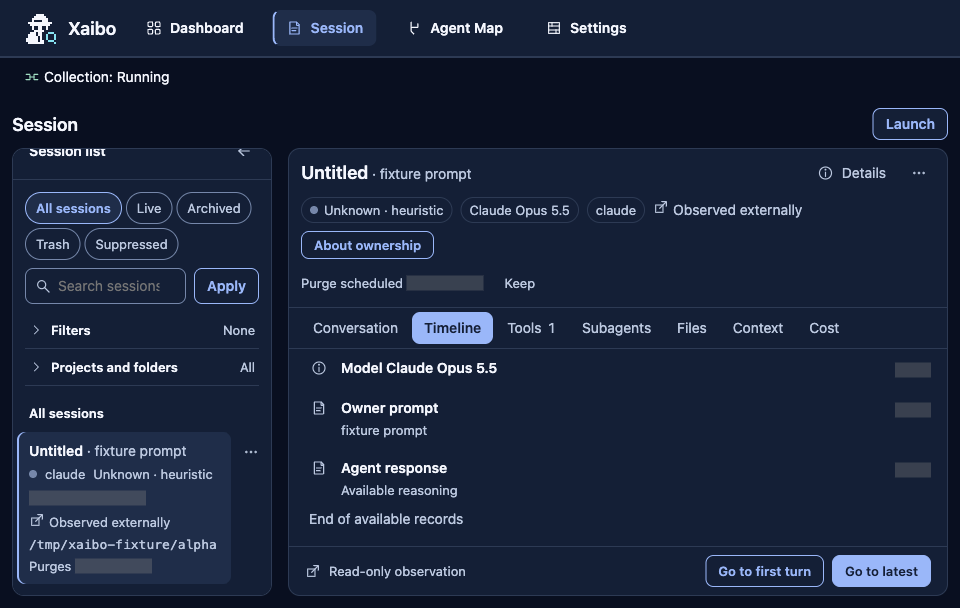 Xaibo Dashboard Session Agent Map Settings
Collection: Running
Session
Launch
Session list
All sessions Live Archived
Trash Suppressed
Search sessions Apply
Filters None
Projects and folders All
All sessions
Untitled · fixture prompt
claude Unknown · heuristic
Observed externally
/tmp/xaibo-fixture/alpha
Purges
Untitled · fixture prompt
Details
Unknown · heuristic Claude Opus 5.5 claude Observed externally
About ownership
Purge scheduled Keep
Conversation Timeline Tools 1 Subagents Files Context Cost
Model Claude Opus 5.5
Owner prompt
fixture prompt
Agent response
Available reasoning
End of available records
Read-only observation
Go to first turn Go to latest